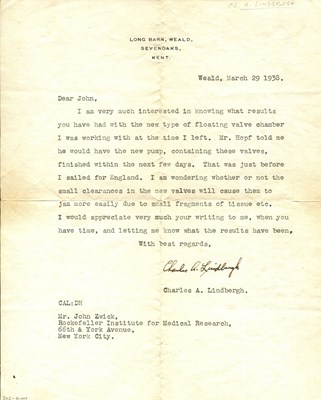 LONG BARN, WEALD,
SEVENOAKS,
KENT.
Weald, March 29 1938.
Dear John,
I am very much interested in knowing what results
you have had with the new type of floating valve chamber
I was working with at the time I left. Mr. Hopf told me
he would have the new pump, containing these valves,
finished within the next few days. That was just before
I sailed for England. I am wondering whether or not the
small clearances in the new valves will cause them to
jam more easily due to small fragments of tissue etc.
I would appreciate very much your writing to me, when you
have time, and letting me know what the results have been.
With best regards,
Charles A. Lindbergh
Charles A. Lindbergh.
CAL:DH
Mr. John Zwick,
Rockefeller Institute for Medical Research,
66th & York Avenue,
New York City.